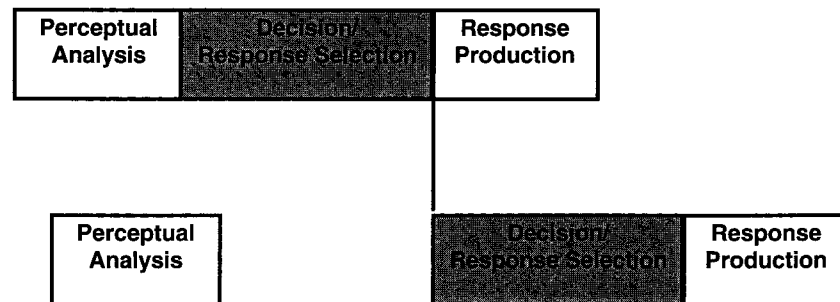 Perceptual
Analysis
Decision/
Response Selection
Response
Production
Perceptual
Analysis
Decision/
Response Selection
Response
Production